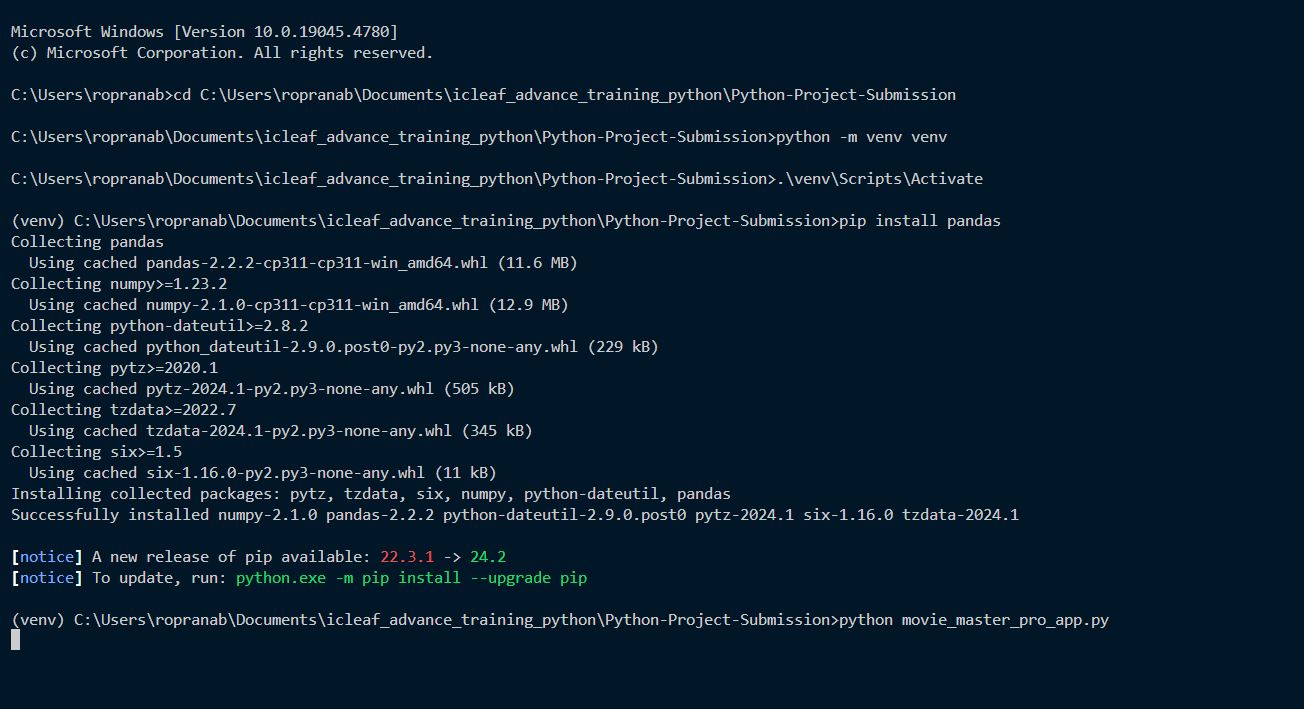 Microsoft Windows [Version 10.0.19045.4780]
(c) Microsoft Corporation. All rights reserved.
C:\Users\ropranab>cd C:\Users\ropranab\Documents\icleaf_advance_training_python\Python-Project-Submission
C:\Users\ropranab\Documents\icleaf_advance_training_python\Python-Project-Submission>python -m venv venv
C:\Users\ropranab\Documents\icleaf_advance_training_python\Python-Project-Submission>.\venv\Scripts\Activate
(venv) C:\Users\ropranab\Documents\icleaf_advance_training_python\Python-Project-Submission>pip install pandas
Collecting pandas
  Using cached pandas-2.2.2-cp311-cp311-win_amd64.whl (11.6 MB)
Collecting numpy>=1.23.2
  Using cached numpy-2.1.0-cp311-cp311-win_amd64.whl (12.9 MB)
Collecting python-dateutil>=2.8.2
  Using cached python_dateutil-2.9.0.post0-py2.py3-none-any.whl (229 kB)
Collecting pytz>=2020.1
  Using cached pytz-2024.1-py2.py3-none-any.whl (505 kB)
Collecting tzdata>=2022.7
  Using cached tzdata-2024.1-py2.py3-none-any.whl (345 kB)
Collecting six>=1.5
  Using cached six-1.16.0-py2.py3-none-any.whl (11 kB)
Installing collected packages: pytz, tzdata, six, numpy, python-dateutil, pandas
Successfully installed numpy-2.1.0 pandas-2.2.2 python-dateutil-2.9.0.post0 pytz-2024.1 six-1.16.0 tzdata-2024.1
[notice] A new release of pip available: 22.3.1 -> 24.2
[notice] To update, run: python.exe -m pip install --upgrade pip
(venv) C:\Users\ropranab\Documents\icleaf_advance_training_python\Python-Project-Submission>python movie_master_pro_app.py